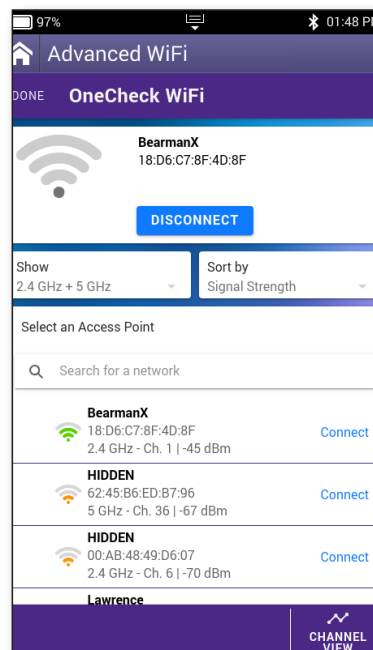 97%
01:48 P
Advanced WiFi
DONE
OneCheck WiFi
BearmanX
18:D6:C7:8F:4D:8F
DISCONNECT
Show
2.4 GHz + 5 GHz
Sort by
Signal Strength
Select an Access Point
Search for a network
BearmanX
18:D6:C7:8F:4D:8F
2.4 GHz - Ch. 1 | -45 dBm
Connect
HIDDEN
62:45:B6:ED:B7:96
5 GHz - Ch. 36 | -67 dBm
Connect
HIDDEN
00:AB:48:49:D6:07
2.4 GHz - Ch. 6 | -70 dBm
Connect
Lawrence
CHANNEL
VIEW